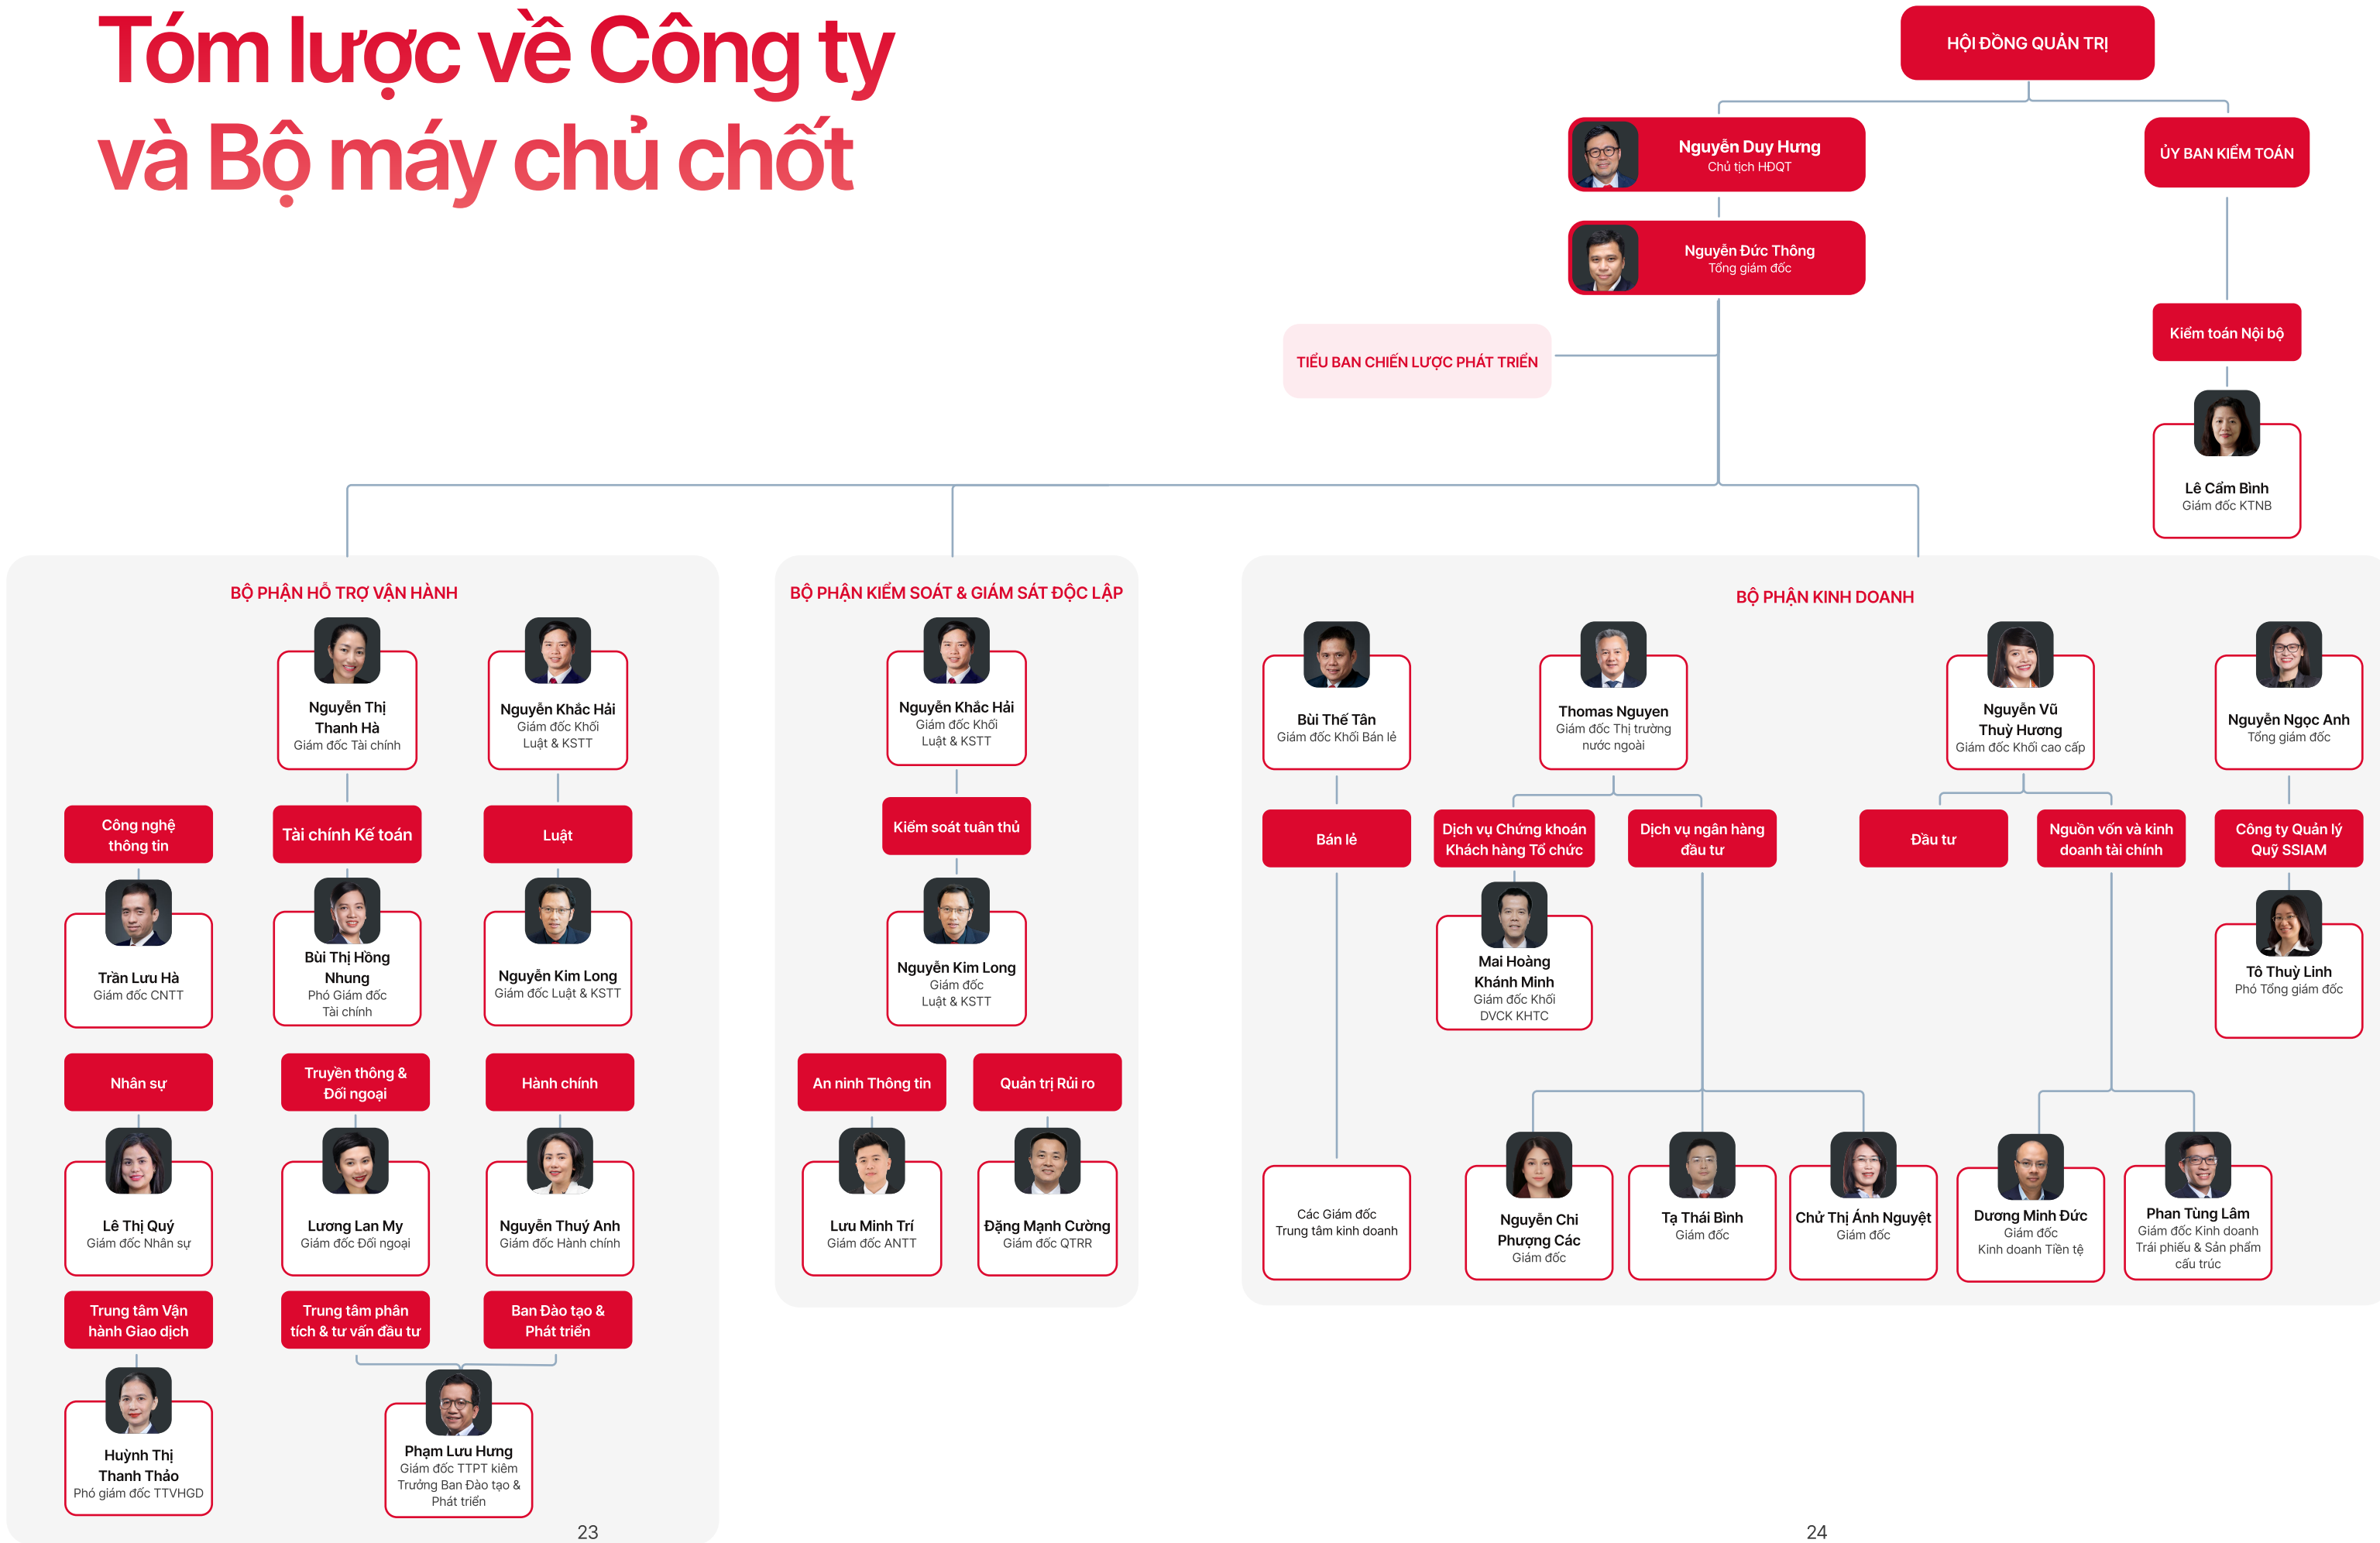 Tóm lược về Công ty
và Bộ máy chủ chốt
HỘI ĐỒNG QUẢN TRỊ
Nguyễn Duy Hưng
Chủ tịch HĐQT
ỦY BAN KIỂM TOÁN
Nguyễn Đức Thông
Tổng giám đốc
TIỂU BAN CHIẾN LƯỢC PHÁT TRIỂN
Kiểm toán Nội bộ
Lê Cẩm Bình
Giám đốc KTNB
BỘ PHẬN HỖ TRỢ VẬN HÀNH
Nguyễn Thị
Thanh Hà
Giám đốc Tài chính
Nguyễn Khắc Hải
Giám đốc Khối
Luật & KSTT
Công nghệ
thông tin
Tài chính Kế toán
Luật
Trần Lưu Hà
Giám đốc CNTT
Bùi Thị Hồng
Nhung
Phó Giám đốc
Tài chính
Nguyễn Kim Long
Giám đốc Luật & KSTT
Nhân sự
Truyền thông &
Đối ngoại
Hành chính
Lê Thị Quý
Giám đốc Nhân sự
Lương Lan My
Giám đốc Đối ngoại
Nguyễn Thuý Anh
Giám đốc Hành chính
Trung tâm Vận
hành Giao dịch
Trung tâm phân
tích & tư vấn đầu tư
Ban Đào tạo &
Phát triển
Huỳnh Thị
Thanh Thảo
Phó giám đốc TTVHGD
Phạm Lưu Hưng
Giám đốc TTPT kiêm
Trưởng Ban Đào tạo &
Phát triển
BỘ PHẬN KIỂM SOÁT & GIÁM SÁT ĐỘC LẬP
Nguyễn Khắc Hải
Giám đốc Khối
Luật & KSTT
Kiểm soát tuân thủ
Nguyễn Kim Long
Giám đốc
Luật & KSTT
An ninh Thông tin
Quản trị Rủi ro
Lưu Minh Trí
Giám đốc ANTT
Đặng Mạnh Cường
Giám đốc QTRR
BỘ PHẬN KINH DOANH
Bùi Thế Tân
Giám đốc Khối Bán lẻ
Thomas Nguyen
Giám đốc Thị trường
nước ngoài
Nguyễn Vũ
Thuỳ Hương
Giám đốc Khối cao cấp
Nguyễn Ngọc Anh
Tổng giám đốc
Bán lẻ
Dịch vụ Chứng khoán
Khách hàng Tổ chức
Dịch vụ ngân hàng
đầu tư
Đầu tư
Nguồn vốn và kinh
doanh tài chính
Công ty Quản lý
Quỹ SSIAM
Mai Hoàng
Khánh Minh
Giám đốc Khối
DVCK KHTC
Tô Thuỳ Linh
Phó Tổng giám đốc
Các Giám đốc
Trung tâm kinh doanh
Nguyễn Chi
Phượng Các
Giám đốc
Tạ Thái Bình
Giám đốc
Chử Thị Ánh Nguyệt
Giám đốc
Dương Minh Đức
Giám đốc
Kinh doanh Tiền tệ
Phan Tùng Lâm
Giám đốc Kinh doanh
Trái phiếu & Sản phẩm
cấu trúc
23
24